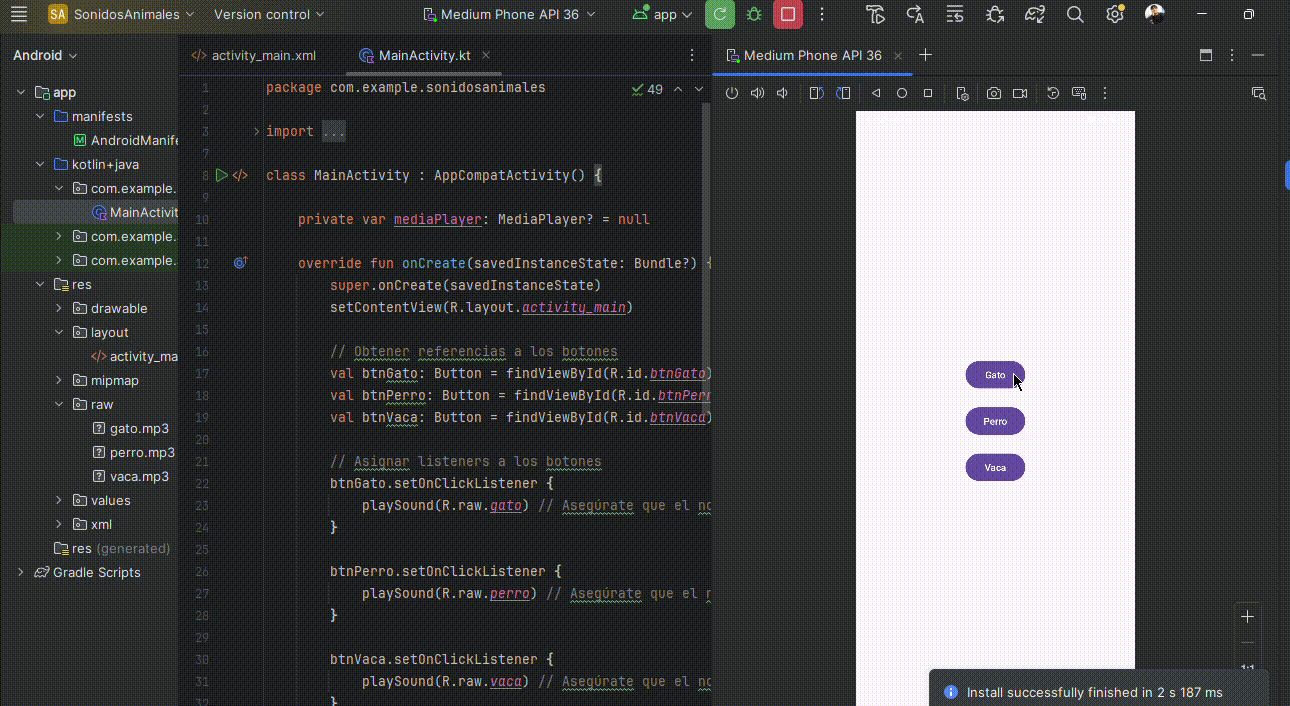 SA SonidosAnimales Version control Medium Phone API 36 app
Android
app
manifests
AndroidManife
kotlin+java
com.example.
MainActivit
com.example.
com.example.
res
drawable
layout
activity_ma
mipmap
raw
gato.mp3
perro.mp3
vaca.mp3
values
xml
res (generated)
Gradle Scripts
activity_main.xml MainActivity.kt
49
1 package com.example.sonidosanimales
2
3 import ...
7
8 class MainActivity : AppCompatActivity() {
9
10 private var mediaPlayer: MediaPlayer? = null
11
12 override fun onCreate(savedInstanceState: Bundle?) {
13 super.onCreate(savedInstanceState)
14 setContentView(R.layout.activity_main)
15
16 // Obtener referencias a los botones
17 val btnGato: Button = findViewById(R.id.btnGato)
18 val btnPerro: Button = findViewById(R.id.btnPerr
19 val btnVaca: Button = findViewById(R.id.btnVaca)
20
21 // Asignar listeners a los botones
22 btnGato.setOnClickListener {
23 playSound(R.raw.gato) // Asegúrate que el no
24 }
25
26 btnPerro.setOnClickListener {
27 playSound(R.raw.perro) // Asegúrate que el n
28 }
29
30 btnVaca.setOnClickListener {
31 playSound(R.raw.vaca) // Asegúrate que el no
32 }
Medium Phone API 36
Gato
Perro
Vaca
1:1
Install successfully finished in 2 s 187 ms